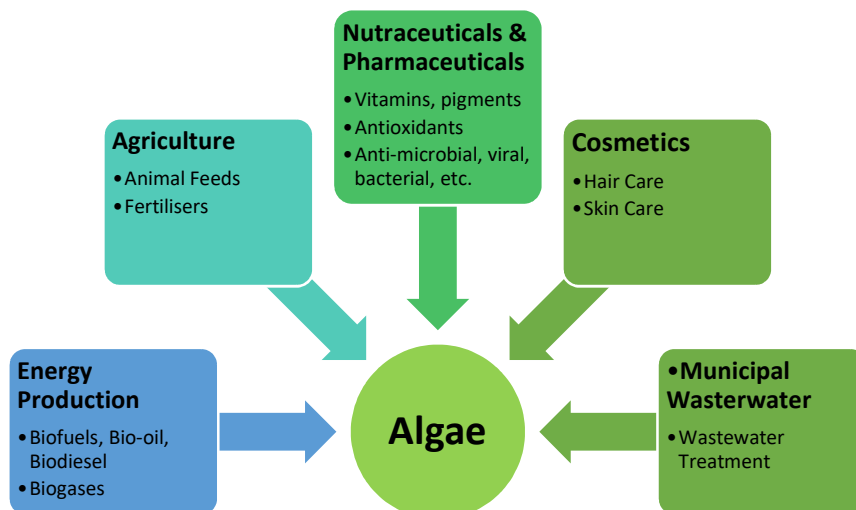 Nutraceuticals &
Pharmaceuticals
•Vitamins, pigments
•Antioxidants
•Anti-microbial, viral,
bacterial, etc.
Agriculture
•Animal Feeds
•Fertilisers
Cosmetics
•Hair Care
•Skin Care
Energy
Production
•Biofuels, Bio-oil,
Biodiesel
•Biogases
Algae
•Municipal
Wasterwater
•Wastewater
Treatment